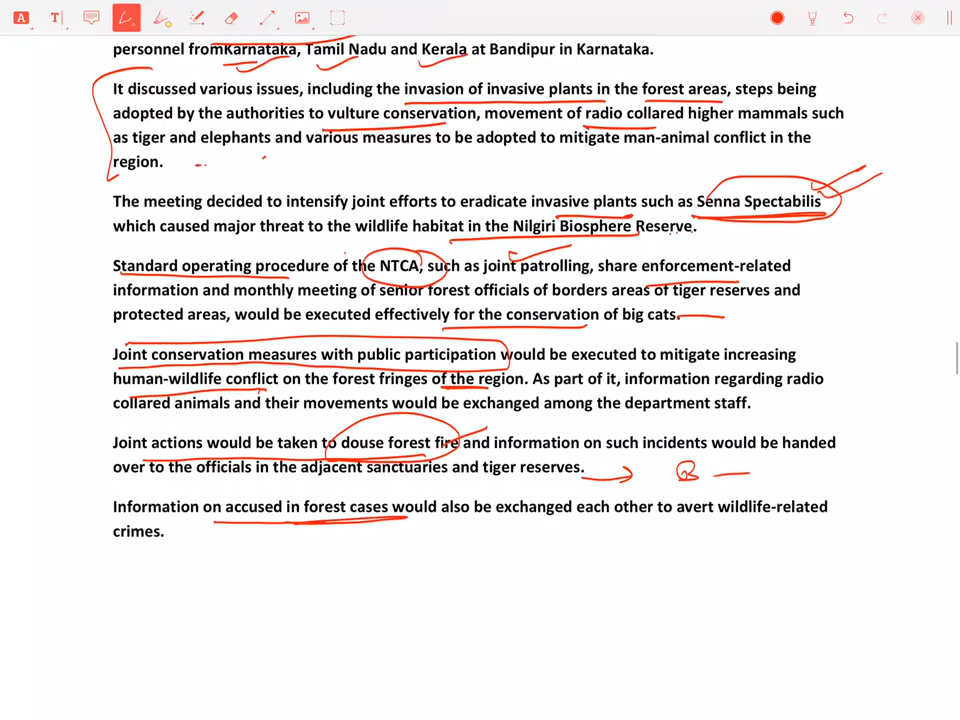 personnel fromKarnataka, Tamil Nadu and Kerala at Bandipur in Karnataka.
It discussed various issues, including the invasion of invasive plants in the forest areas, steps being
adopted by the authorities to vulture conservation, movement of radio collared higher mammals such
as tiger and elephants and various measures to be adopted to mitigate man-animal conflict in the
region.
The meeting decided to intensify joint efforts to eradicate invasive plants such as Senna Spectabilis
which caused major threat to the wildlife habitat in the Nilgiri Biosphere Reserve.
Standard operating procedure of the NTCA, such as joint patrolling, share enforcement-related
information and monthly meeting of senior forest officials of borders areas of tiger reserves and
protected areas, would be executed effectively for the conservation of big cats.
Joint conservation measures with public participation would be executed to mitigate increasing
human-wildlife conflict on the forest fringes of the region. As part of it, information regarding radio
collared animals and their movements would be exchanged among the department staff.
Joint actions would be taken to douse forest fire and information on such incidents would be handed
over to the officials in the adjacent sanctuaries and tiger reserves.
Information on accused in forest cases would also be exchanged each other to avert wildlife-related
crimes.